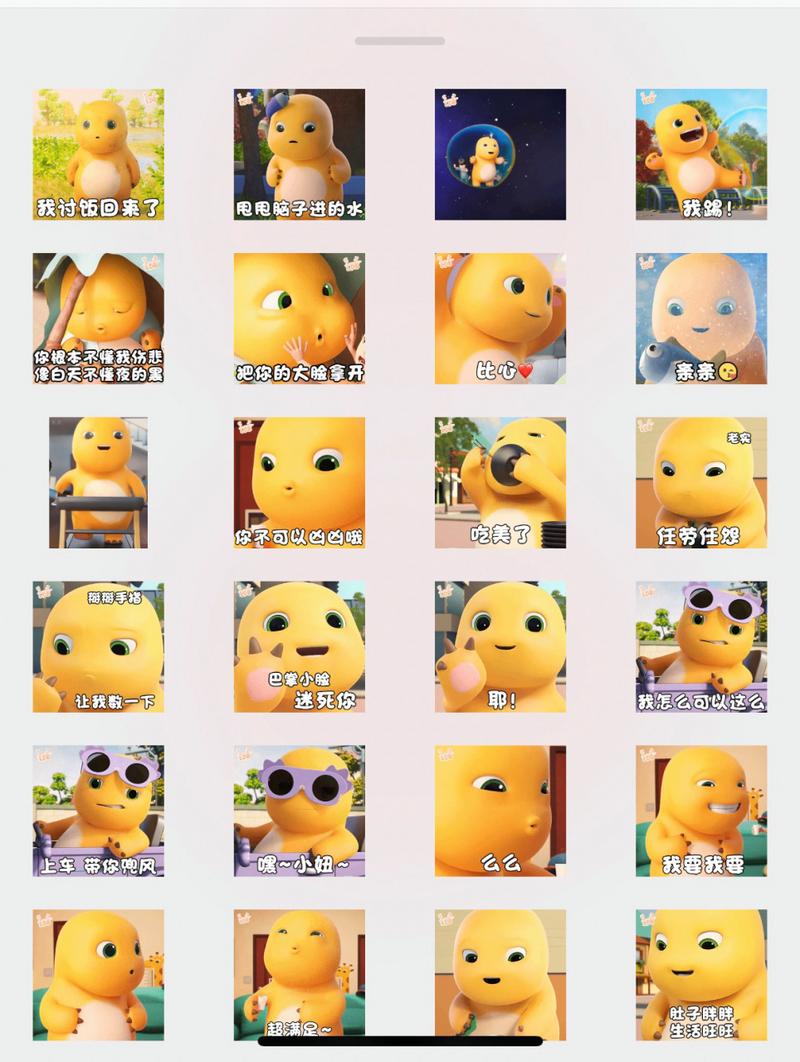 我讨饭回来了
甩甩脑子进的水
我踢！
你根本不懂我伤悲
像白天不懂夜的黑
把你的大脸拿开
比心❤️
亲亲😘
你不可以凶凶哦
吃美了
老实
任劳任怨
掰掰手指
让我数一下
巴掌小脸
迷死你
耶！
我怎么可以这么
上车 带你兜风
嘿~小妞~
么么
我要我要
超满足~
肚子胖胖
生活旺旺